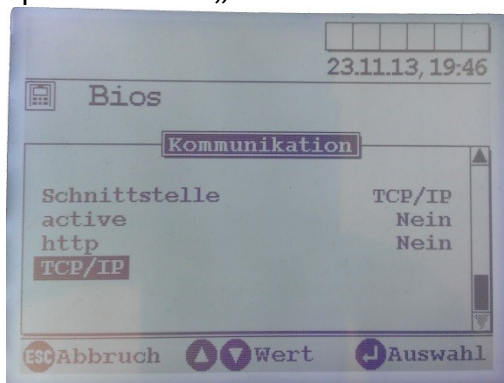 23.11.13, 19:46
Bios
Kommunikation
Schnittstelle TCP/IP
active Nein
http Nein
TCP/IP
ESC Abbruch Wert Auswahl